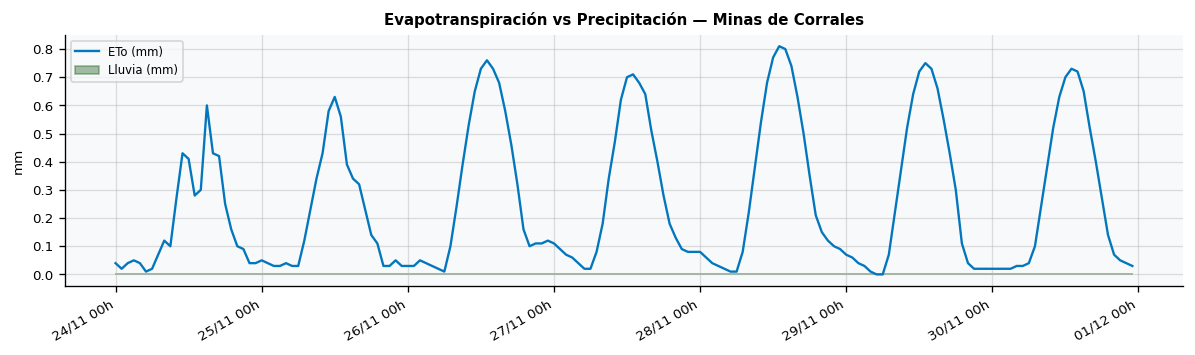 Evapotranspiración vs Precipitación — Minas de Corrales
ETo (mm)
Lluvia (mm)
mm
0.8
0.7
0.6
0.5
0.4
0.3
0.2
0.1
0.0
24/11 00h
25/11 00h
26/11 00h
27/11 00h
28/11 00h
29/11 00h
30/11 00h
01/12 00h